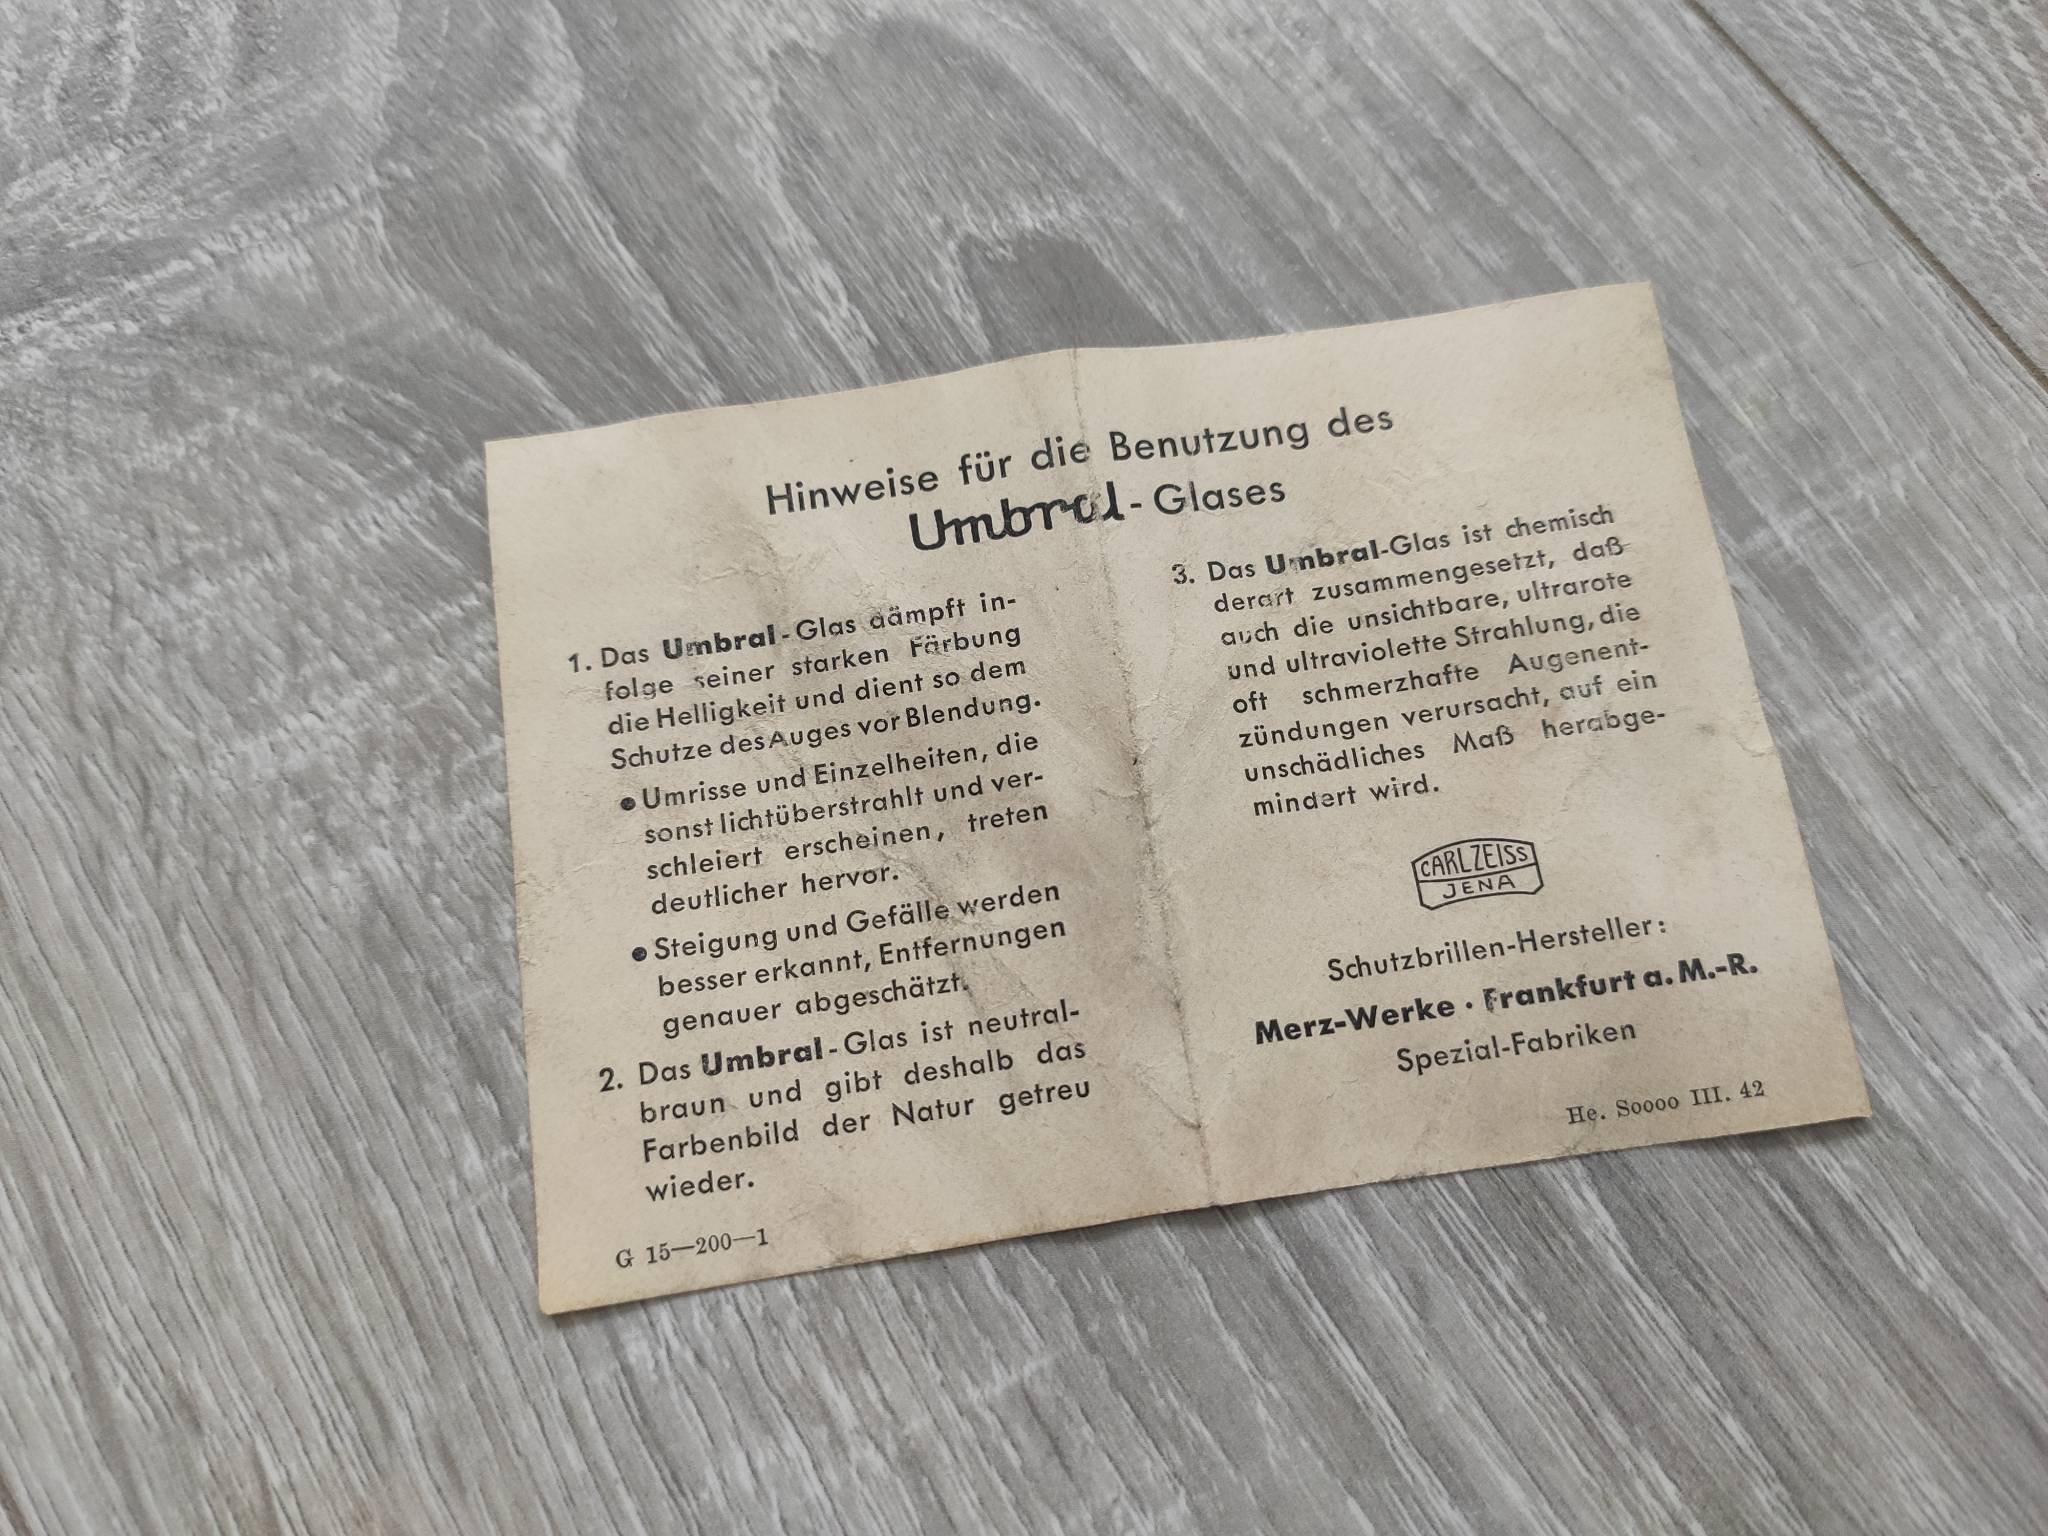 Hinweise für die Benutzung des
Umbral-Glases
1. Das Umbral-Glas dämpft in-
folge seiner starken Färbung
die Helligkeit und dient so dem
Schutze des Auges vor Blendung.
● Umrisse und Einzelheiten, die
sonst lichtüberstrahlt und ver-
schleiert erscheinen, treten
deutlicher hervor.
● Steigung und Gefälle werden
besser erkannt, Entfernungen
genauer abgeschätzt.
2. Das Umbral-Glas ist neutral-
braun und gibt deshalb das
Farbenbild der Natur getreu
wieder.
G 15—200—1
3. Das Umbral-Glas ist chemisch
derart zusammengesetzt, daß
auch die unsichtbare, ultrarote
und ultraviolette Strahlung, die
oft schmerzhafte Augenent-
zündungen verursacht, auf ein
unschädliches Maß herabge-
mindert wird.
CARL ZEISS
JENA
Schutzbrillen-Hersteller:
Merz-Werke · Frankfurt a. M.-R.
Spezial-Fabriken
He. Soooo III. 42